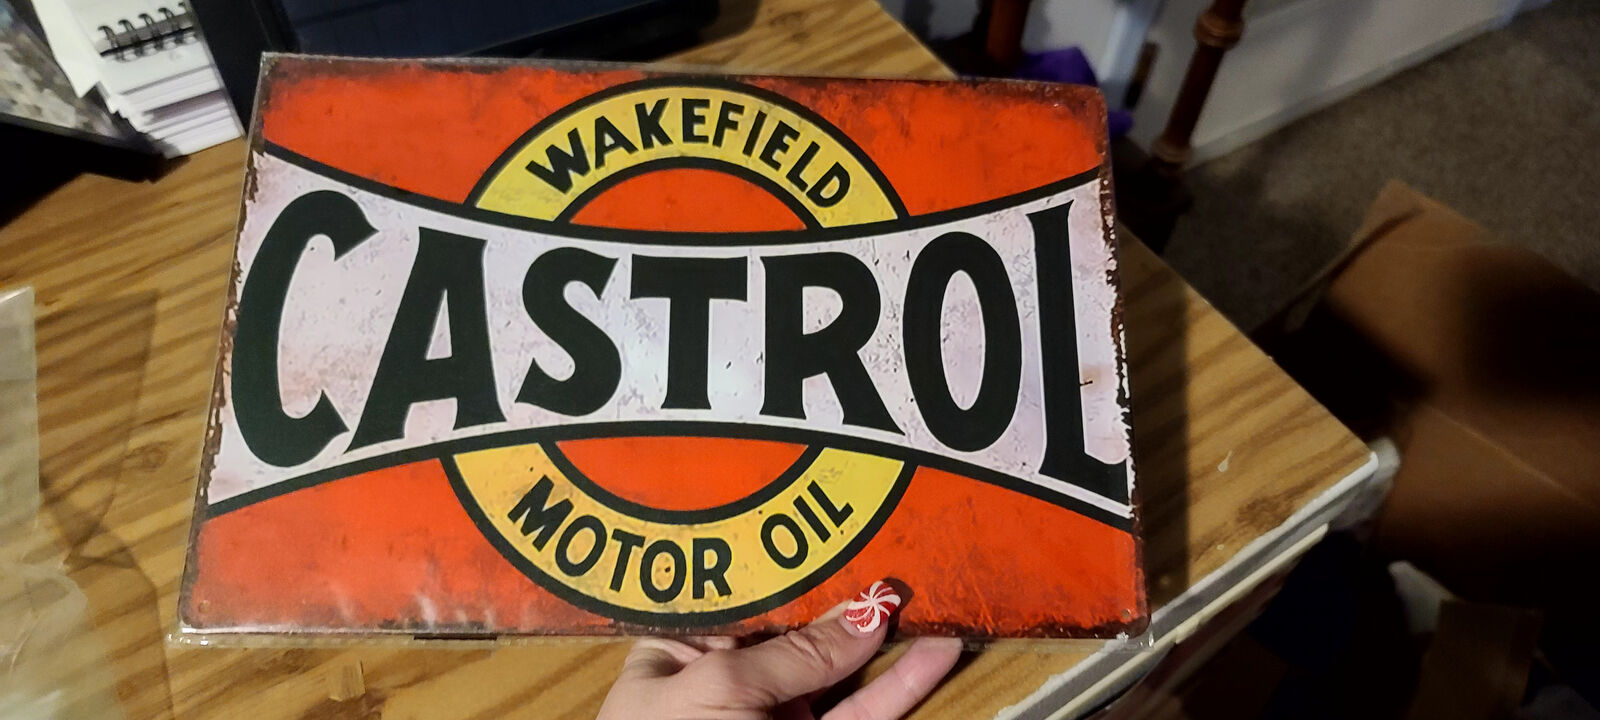 WAKEFIELD
CASTROL
MOTOR OIL